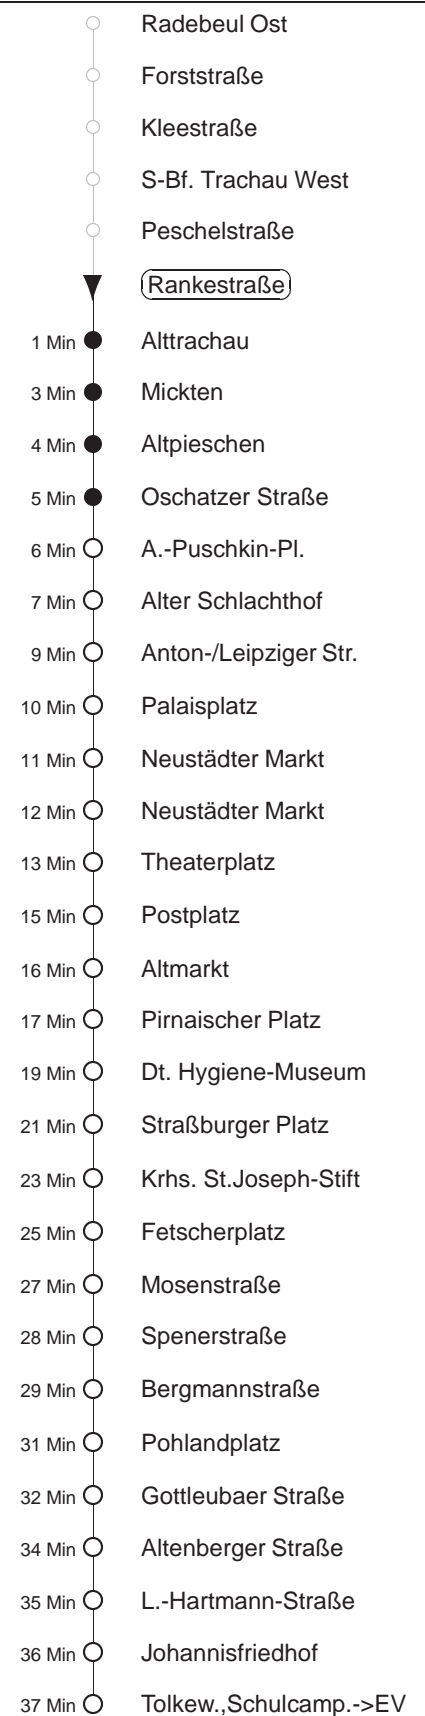 Radebeul Ost
Forststraße
Kleestraße
S-Bf. Trachau West
Peschelstraße
Rankestraße
1 Min Alttrachau
3 Min Mickten
4 Min Altpieschen
5 Min Oschatzer Straße
6 Min A.-Puschkin-Pl.
7 Min Alter Schlachthof
9 Min Anton-/Leipziger Str.
10 Min Palaisplatz
11 Min Neustädter Markt
12 Min Neustädter Markt
13 Min Theaterplatz
15 Min Postplatz
16 Min Altmarkt
17 Min Pirnaischer Platz
19 Min Dt. Hygiene-Museum
21 Min Straßburger Platz
23 Min Krhs. St.Joseph-Stift
25 Min Fetscherplatz
27 Min Mosenstraße
28 Min Spenerstraße
29 Min Bergmannstraße
31 Min Pohlandplatz
32 Min Gottleubaer Straße
34 Min Altenberger Straße
35 Min L.-Hartmann-Straße
36 Min Johannisfriedhof
37 Min Tolkew.,Schulcamp.->EV